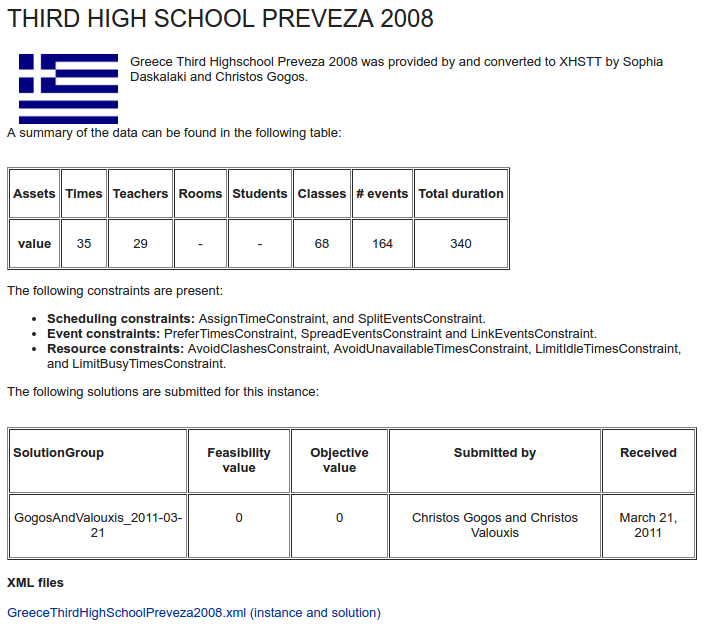 THIRD HIGH SCHOOL PREVEZA 2008
Greece Third Highschool Preveza 2008 was provided by and converted to XHSTT by Sophia
Daskalaki and Christos Gogos.
A summary of the data can be found in the following table:
Assets Times Teachers Rooms Students Classes # events Total duration
value 35 29 - - 68 164 340
The following constraints are present:
• Scheduling constraints: AssignTimeConstraint, and SplitEventsConstraint.
• Event constraints: PreferTimesConstraint, SpreadEventsConstraint and LinkEventsConstraint.
• Resource constraints: AvoidClashesConstraint, AvoidUnavailableTimesConstraint, LimitIdleTimesConstraint,
and LimitBusyTimesConstraint.
The following solutions are submitted for this instance:
SolutionGroup Feasibility Objective Submitted by Received
value value
GogosAndValouxis_2011-03- 0 0 Christos Gogos and Christos March 21,
21 Valouxis 2011
XML files
GreeceThirdHighSchoolPreveza2008.xml (instance and solution)